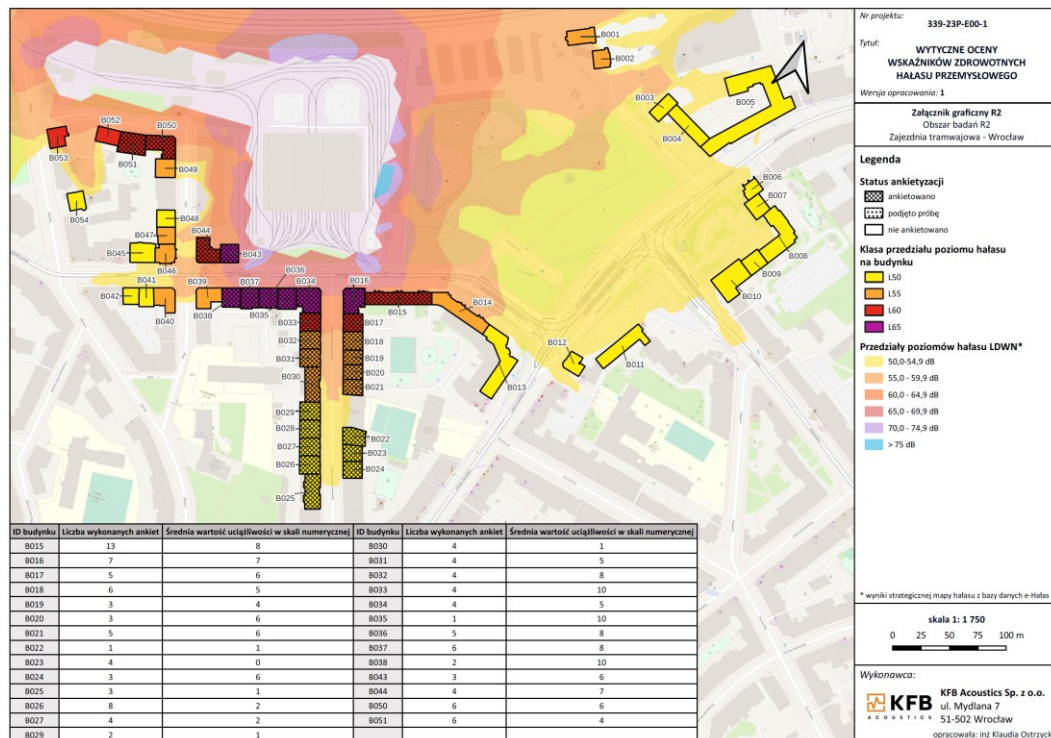 B001
B002
B003
B004
B005
B006
B007
B008
B009
B010
B011
B012
B013
B014
B015
B016
B017
B018
B019
B020
B021
B022
B023
B024
B025
B026
B027
B028
B029
B030
B031
B032
B033
B034
B035
B036
B037
B038
B039
B040
B041
B042
B043
B044
B045
B046
B047
B048
B049
B050
B051
B052
B053
B054
ID budynku Liczba wykonanych ankiet Średnia wartość uciążliwości w skali numerycznej ID budynku Liczba wykonanych ankiet Średnia wartość uciążliwości w skali numerycznej
B015 13 8 B030 4 1
B016 7 7 B031 4 5
B017 5 6 B032 4 8
B018 6 5 B033 4 10
B019 3 4 B034 4 5
B020 3 6 B035 1 10
B021 5 6 B036 5 8
B022 1 1 B037 6 8
B023 4 0 B038 2 10
B024 3 6 B043 3 6
B025 3 1 B044 4 7
B026 8 2 B050 6 6
B027 4 2 B051 6 4
B029 2 1
Nr projektu:
339-23P-E00-1
Tytuł:
WYTYCZNE OCENY
WSKAŹNIKÓW ZDROWOTNYCH
HAŁASU PRZEMYSŁOWEGO
Wersja opracowania: 1
Załącznik graficzny R2
Obszar badań R2
Zajezdnia tramwajowa - Wrocław
Legenda
Status ankietyzacji
ankietowano
podjęto próbę
nie ankietowano
Klasa przedziału poziomu hałasu
na budynku
L50
L55
L60
L65
Przedziały poziomów hałasu LDWN*
50,0-54,9 dB
55,0 - 59,9 dB
60,0 - 64,9 dB
65,0 - 69,9 dB
70,0 - 74,9 dB
> 75 dB
* wyniki strategicznej mapy hałasu z bazy danych e-Hałas
skala 1: 1 750
0 25 50 75 100 m
Wykonawca:
KFB
ACOUSTICS
KFB Acoustics Sp. z o.o.
ul. Mydlana 7
51-502 Wrocław
opracowała: inż Klaudia Ostrzyck